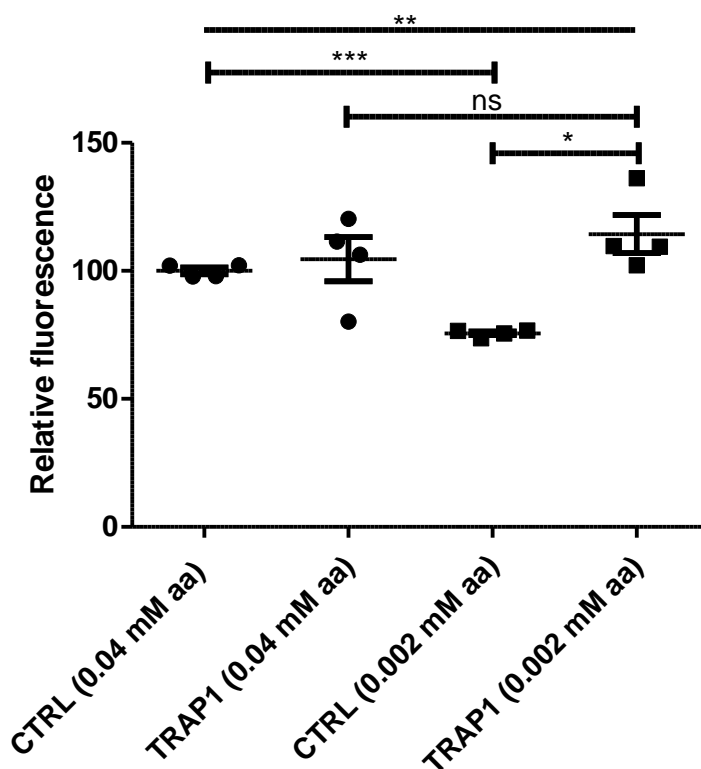 **
***
ns
*
150
100
50
0
Relative fluorescence
CTRL (0.04 mM aa)
TRAP1 (0.04 mM aa)
CTRL (0.002 mM aa)
TRAP1 (0.002 mM aa)